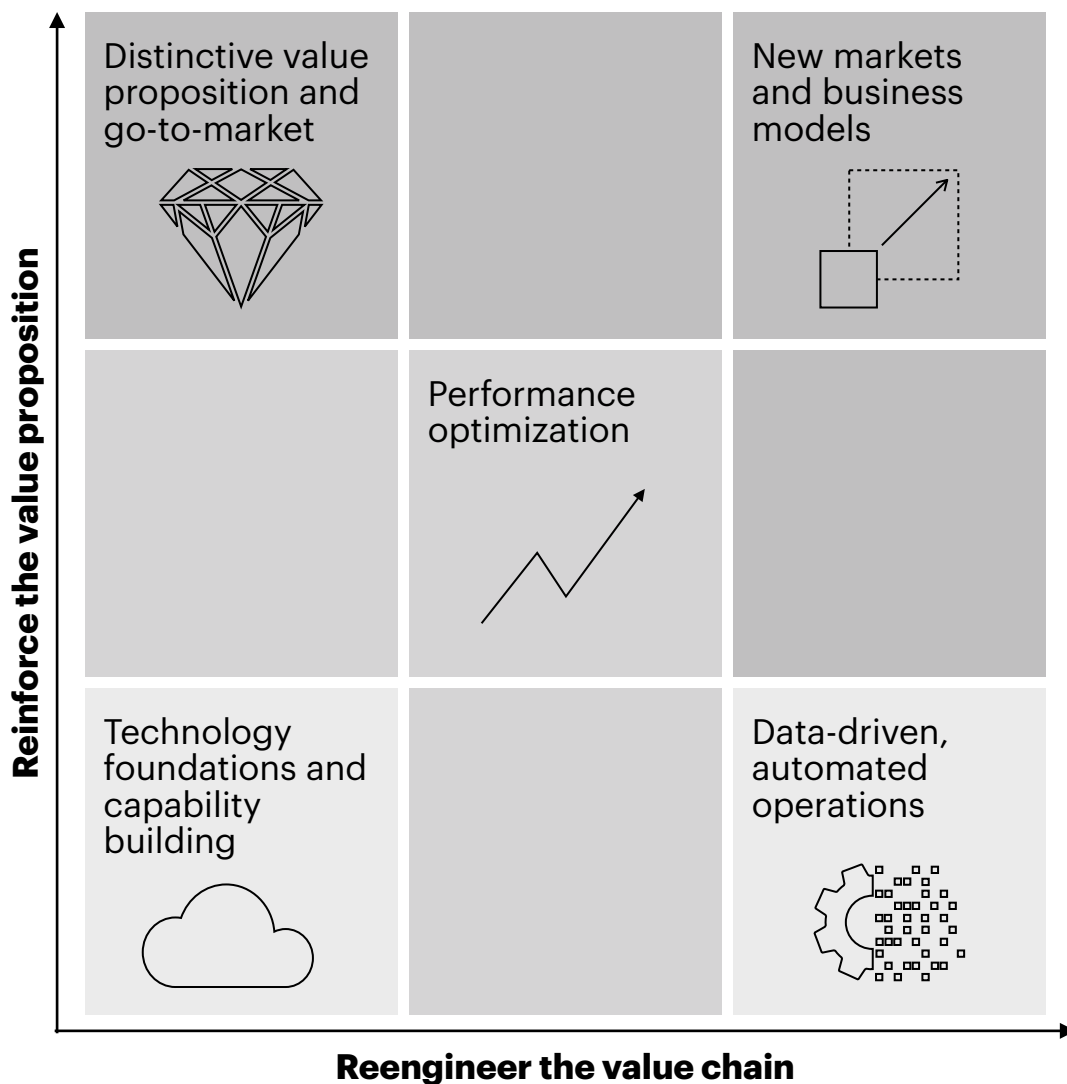 Distinctive value
proposition and
go-to-market
New markets
and business
models
Reinforce the value proposition
Performance
optimization
Technology
foundations and
capability
building
Data-driven,
automated
operations
Reengineer the value chain